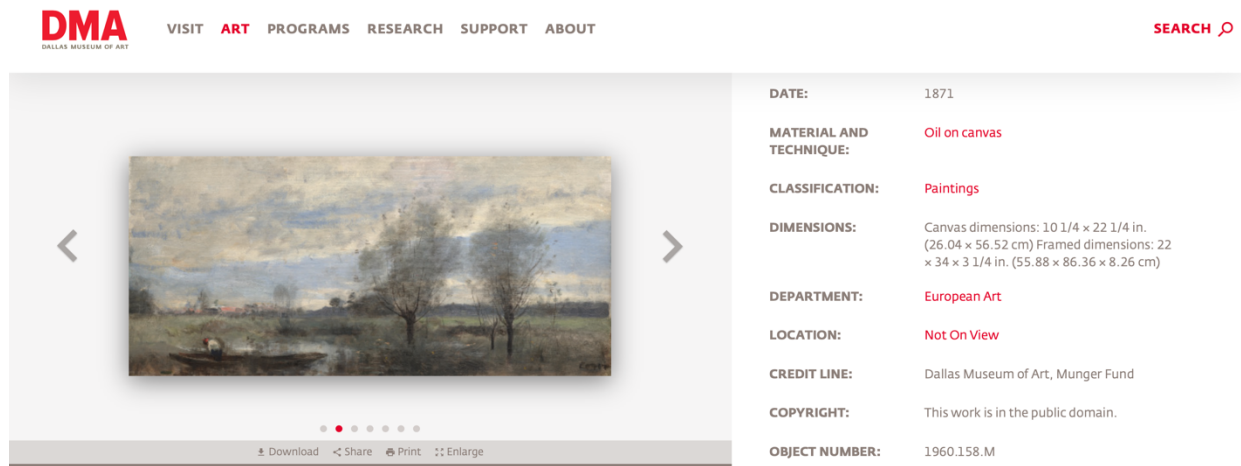 DMA
DALLAS MUSEUM OF ART
VISIT ART PROGRAMS RESEARCH SUPPORT ABOUT
SEARCH
DATE: 1871
MATERIAL AND TECHNIQUE: Oil on canvas
CLASSIFICATION: Paintings
DIMENSIONS: Canvas dimensions: 10 1/4 × 22 1/4 in.
(26.04 × 56.52 cm) Framed dimensions: 22
× 34 × 3 1/4 in. (55.88 × 86.36 × 8.26 cm)
DEPARTMENT: European Art
LOCATION: Not On View
CREDIT LINE: Dallas Museum of Art, Munger Fund
COPYRIGHT: This work is in the public domain.
OBJECT NUMBER: 1960.158.M
Download Share Print Enlarge